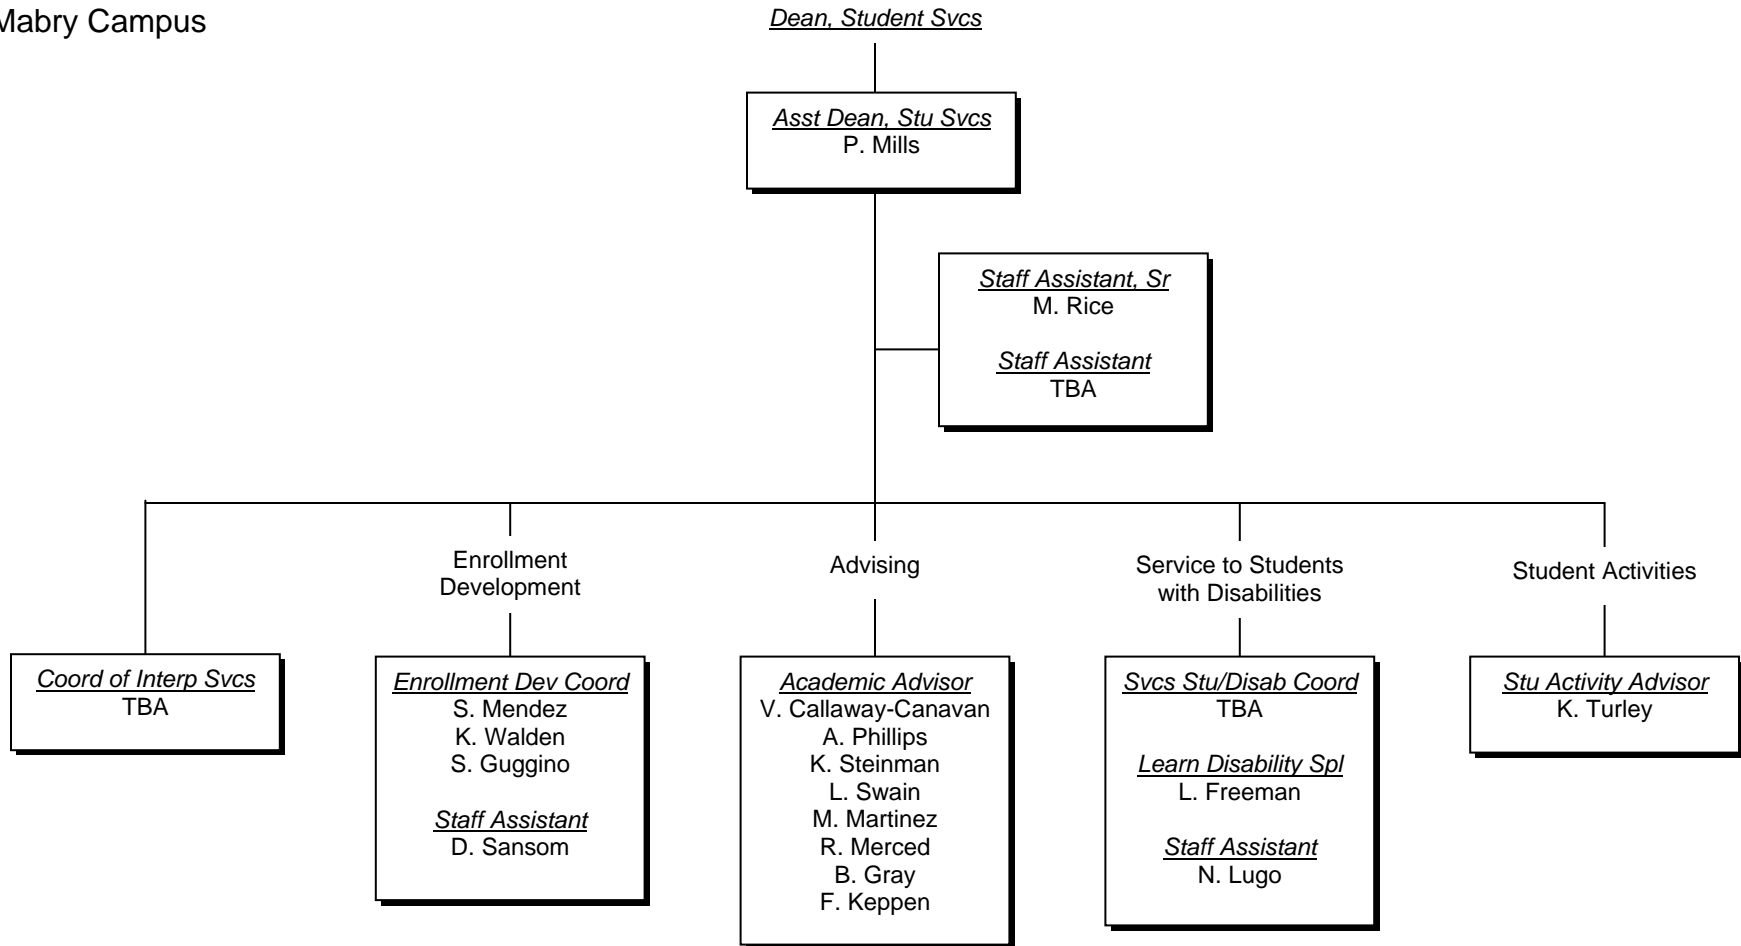 Mabry Campus
Dean, Student Svcs
Asst Dean, Stu Svcs
P. Mills
Staff Assistant, Sr
M. Rice
Staff Assistant
TBA
Enrollment
Development
Advising
Service to Students
with Disabilities
Student Activities
Coord of Interp Svcs
TBA
Enrollment Dev Coord
S. Mendez
K. Walden
S. Guggino
Staff Assistant
D. Sansom
Academic Advisor
V. Callaway-Canavan
A. Phillips
K. Steinman
L. Swain
M. Martinez
R. Merced
B. Gray
F. Keppen
Svcs Stu/Disab Coord
TBA
Learn Disability Spl
L. Freeman
Staff Assistant
N. Lugo
Stu Activity Advisor
K. Turley